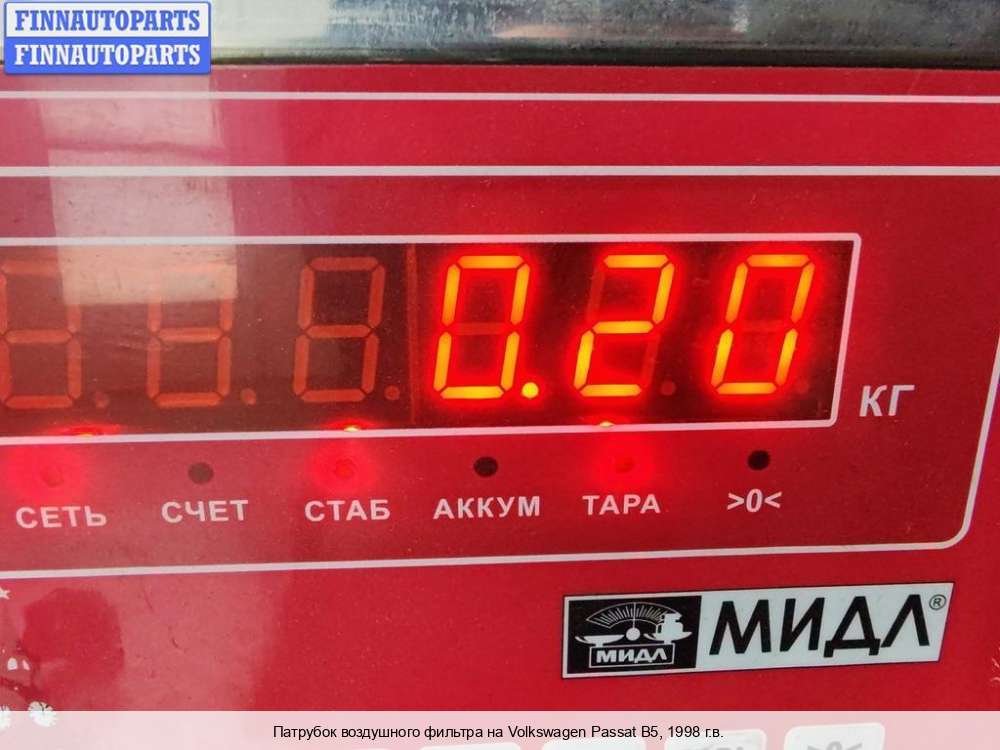 FINNAUTOPARTS
FINNAUTOPARTS
0.20
КГ
СЕТЬ СЧЕТ СТАБ АККУМ ТАРА >0<
МИДЛ МИДЛ®
>0<
Патрубок воздушного фильтра на Volkswagen Passat B5, 1998 г.в.